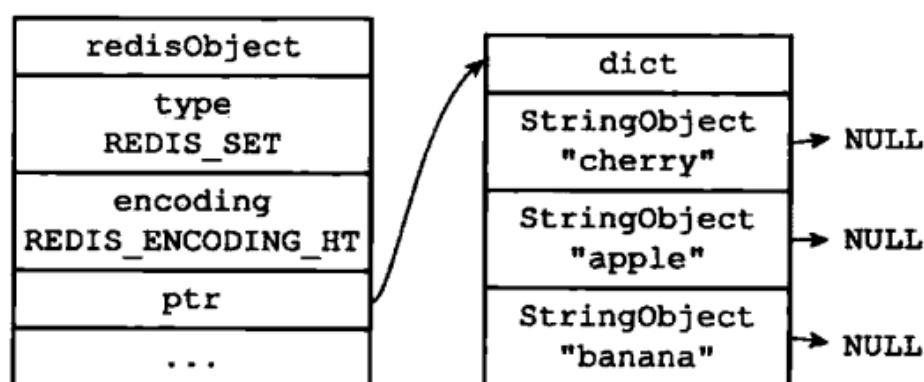 redisObject
type
REDIS_SET
encoding
REDIS_ENCODING_HT
ptr
...
dict
StringObject
"cherry"
NULL
StringObject
"apple"
NULL
StringObject
"banana"
NULL